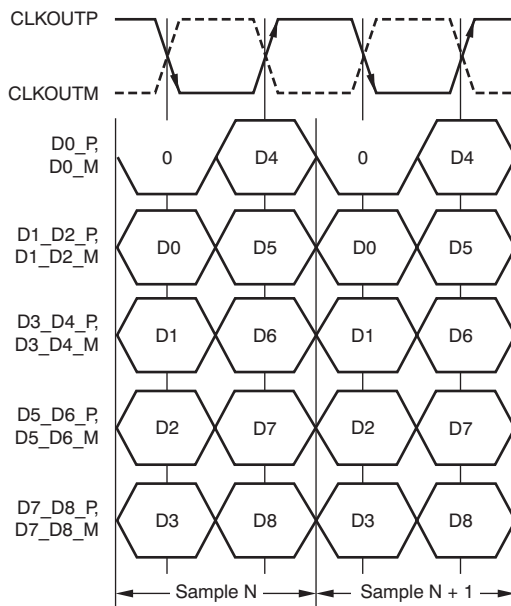 CLKOUTP
CLKOUTM
D0_P,
D0_M
0 D4 0 D4
D1_D2_P,
D1_D2_M
D0 D5 D0 D5
D3_D4_P,
D3_D4_M
D1 D6 D1 D6
D5_D6_P,
D5_D6_M
D2 D7 D2 D7
D7_D8_P,
D7_D8_M
D3 D8 D3 D8
Sample N Sample N + 1